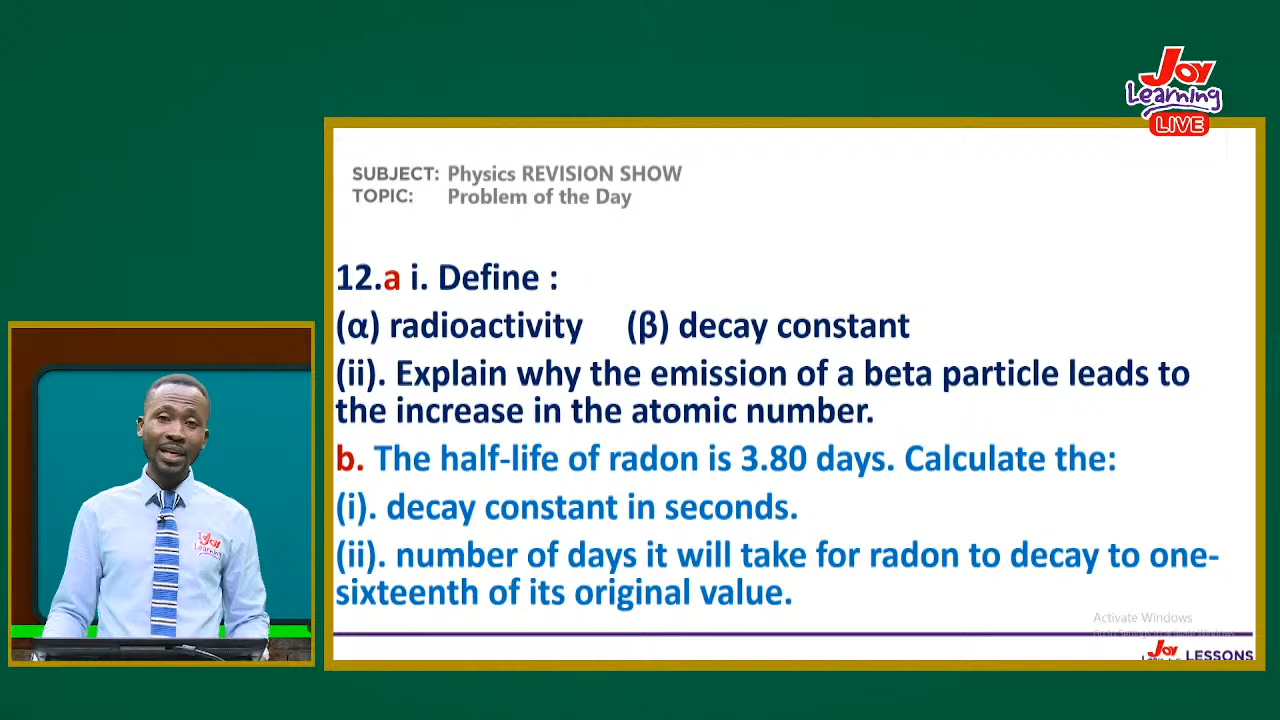 Joy
Learning
LIVE
SUBJECT: Physics REVISION SHOW
TOPIC: Problem of the Day
12.a i. Define :
(α) radioactivity (β) decay constant
(ii). Explain why the emission of a beta particle leads to
the increase in the atomic number.
b. The half-life of radon is 3.80 days. Calculate the:
(i). decay constant in seconds.
(ii). number of days it will take for radon to decay to one-
sixteenth of its original value.
Joy
Learning
Activate Windows
Joy
LESSONS